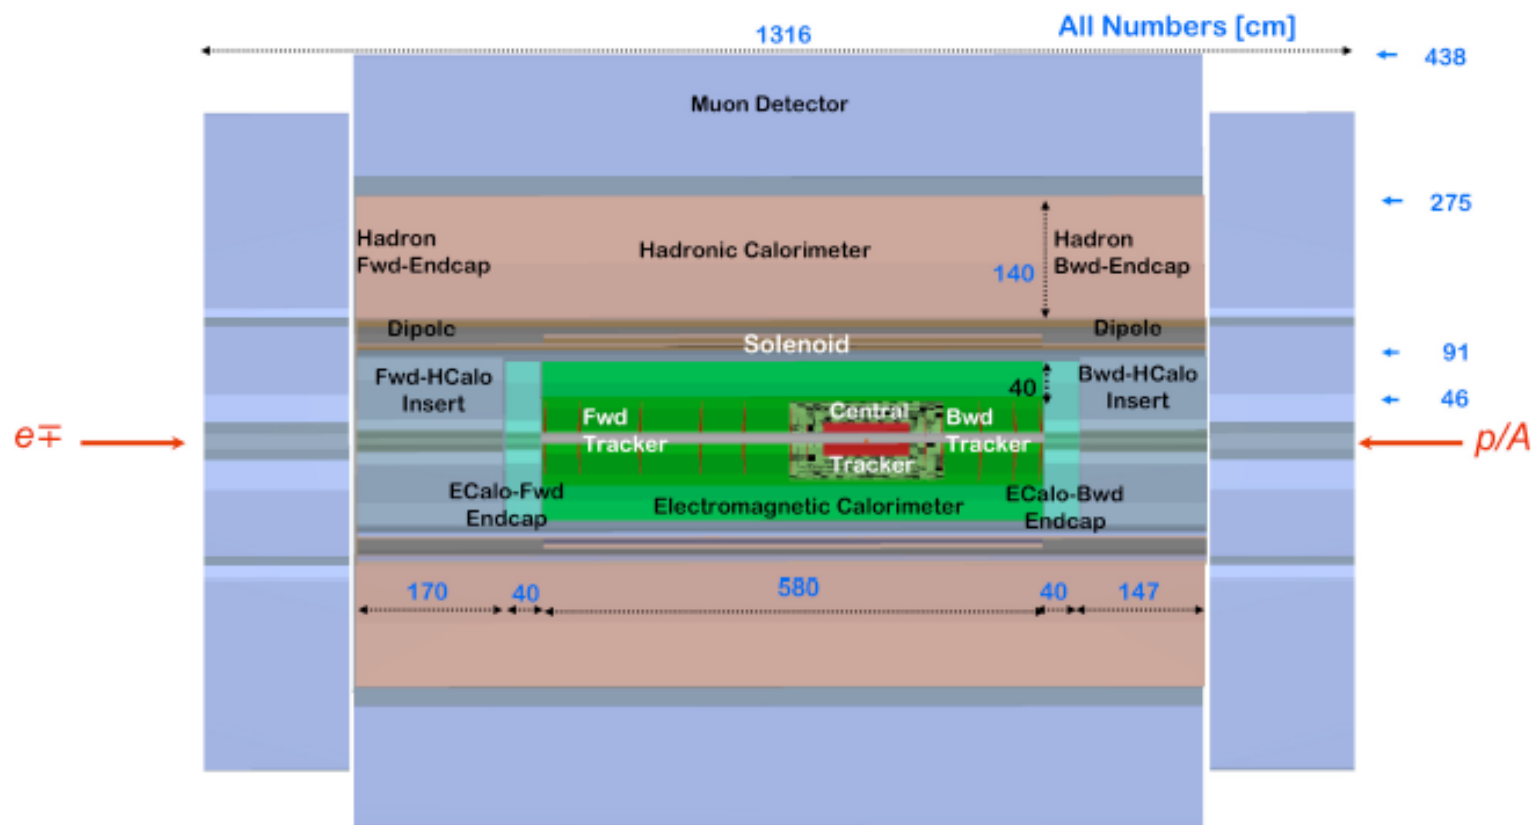 All Numbers [cm]
1316
438
Muon Detector
275
Hadron
Fwd-Endcap
Hadronic Calorimeter
140
Hadron
Bwd-Endcap
Dipole
Solenoid
Dipole
91
Fwd-HCalo
Insert
40
Bwd-HCalo
Insert
46
Fwd
Tracker
Central
Tracker
Bwd
Tracker
e∓
p/A
ECalo-Fwd
Endcap
Electromagnetic Calorimeter
ECalo-Bwd
Endcap
170
40
580
40
147